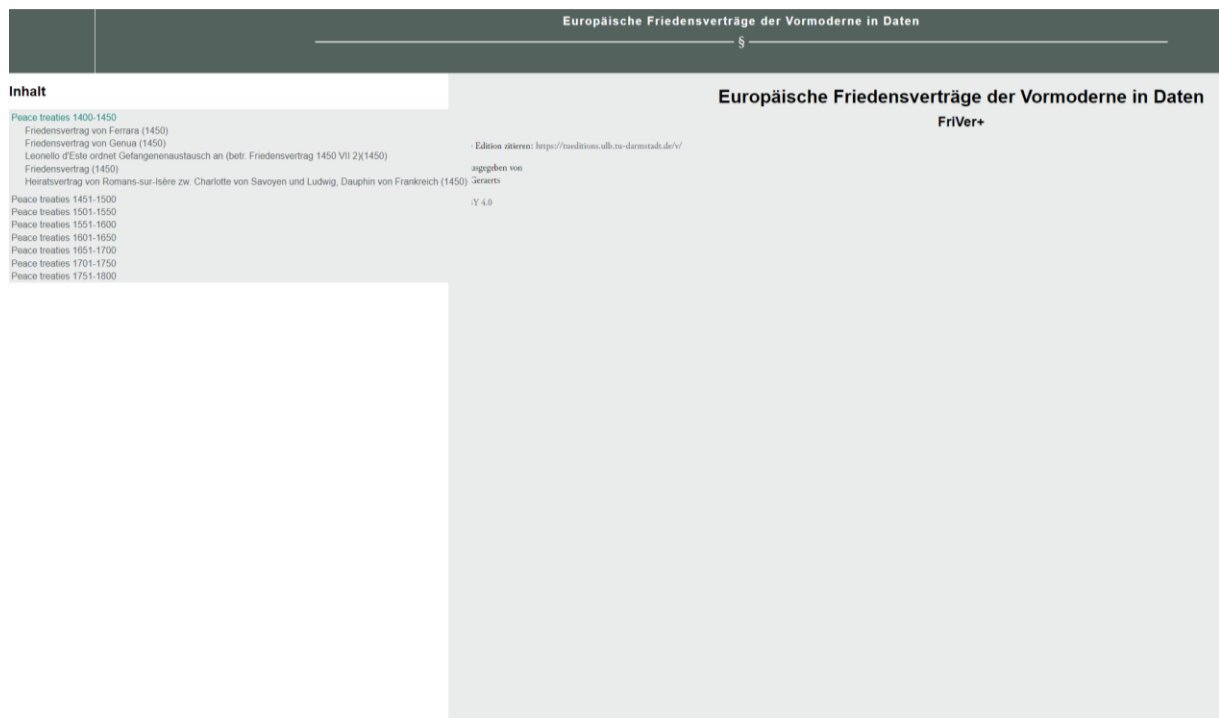 Europäische Friedensverträge der Vormoderne in Daten
§
Inhalt
Peace treaties 1400-1450
Friedensvertrag von Ferrara (1450)
Friedensvertrag von Genua (1450)
Leonello d'Este ordnet Gefangenenaustausch an (betr. Friedensvertrag 1450 VII 2)(1450)
Friedensvertrag (1450)
Heiratsvertrag von Romans-sur-Isère zw. Charlotte von Savoyen und Ludwig, Dauphin von Frankreich (1450)
Peace treaties 1451-1500
Peace treaties 1501-1550
Peace treaties 1551-1600
Peace treaties 1601-1650
Peace treaties 1651-1700
Peace treaties 1701-1750
Peace treaties 1751-1800
Europäische Friedensverträge der Vormoderne in Daten
FriVer+
Edition zitieren: https://tueditions.ulb.tu-darmstadt.de/v/
usgegeben von
Geraerts
Y 4.0